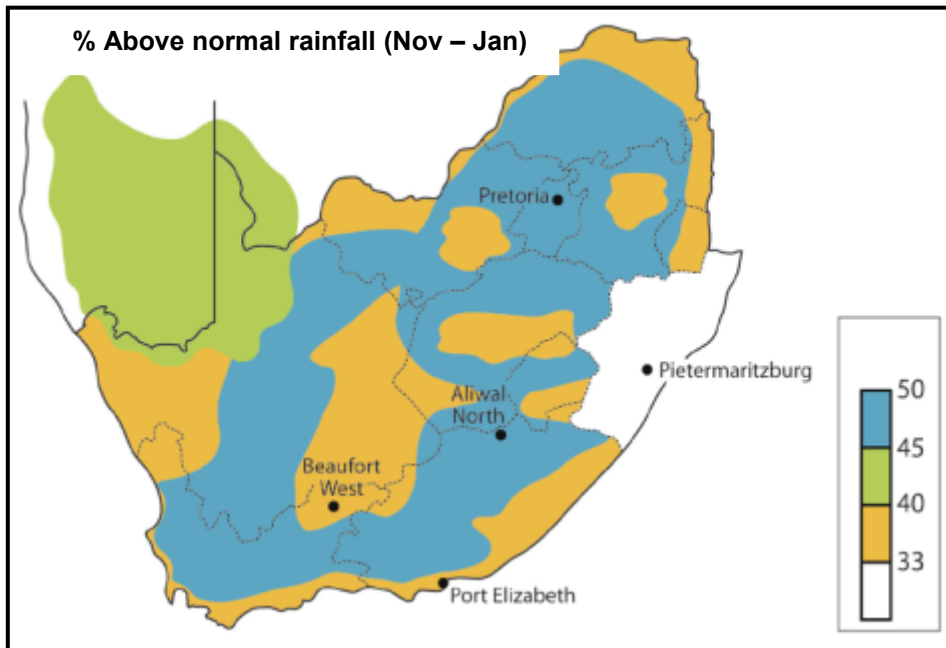 % Above normal rainfall (Nov – Jan)
Pretoria
Pietermaritzburg
Aliwal
North
Beaufort
West
Port Elizabeth
50
45
40
33